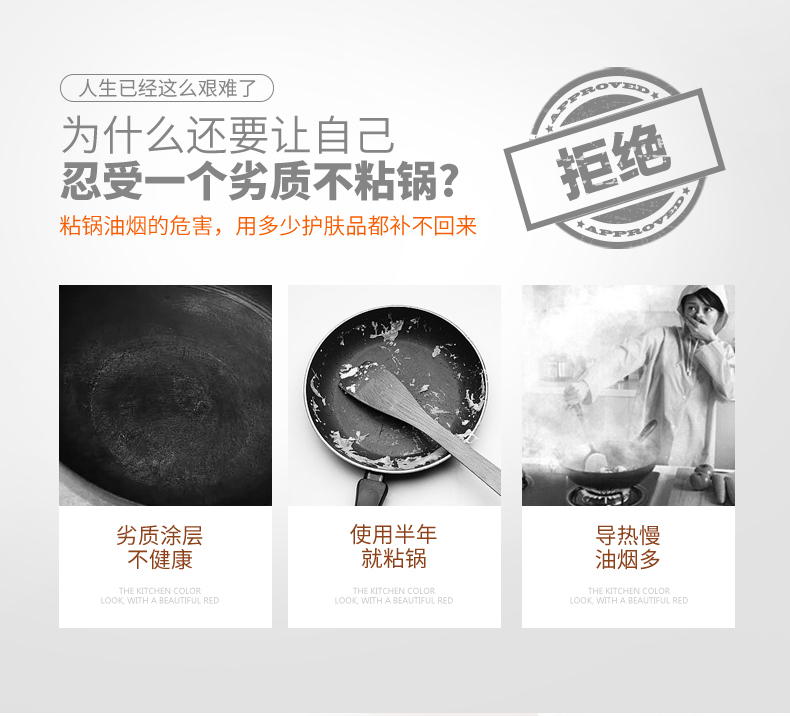 人生已经这么艰难了
为什么还要让自己
忍受一个劣质不粘锅?
粘锅油烟的危害，用多少护肤品都补不回来
APPROVED
拒绝
APPROVED
劣质涂层
不健康
THE KITCHEN COLOR
LOOK, WITH A BEAUTIFUL RED
使用半年
就粘锅
THE KITCHEN COLOR
LOOK, WITH A BEAUTIFUL RED
导热慢
油烟多
THE KITCHEN COLOR
LOOK, WITH A BEAUTIFUL RED